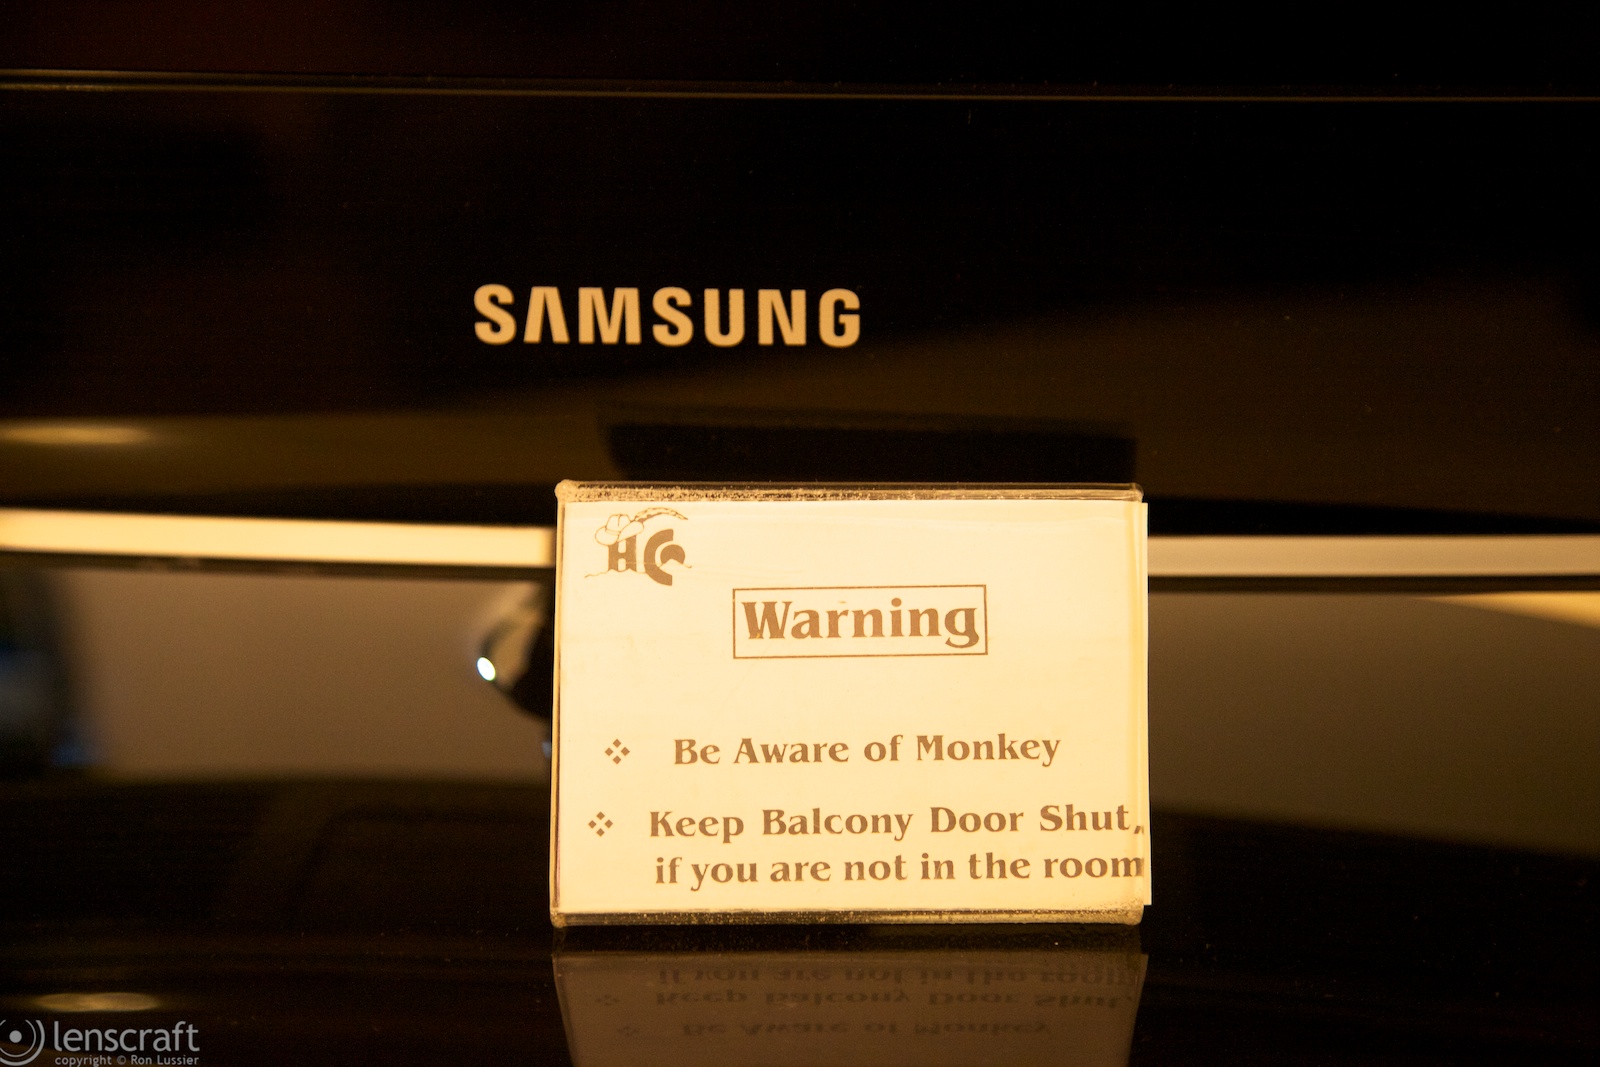 SAMSUNG
HC
Warning
Be Aware of Monkey
Keep Balcony Door Shut,
if you are not in the room
lenscraft
copyright © Ron Lussier